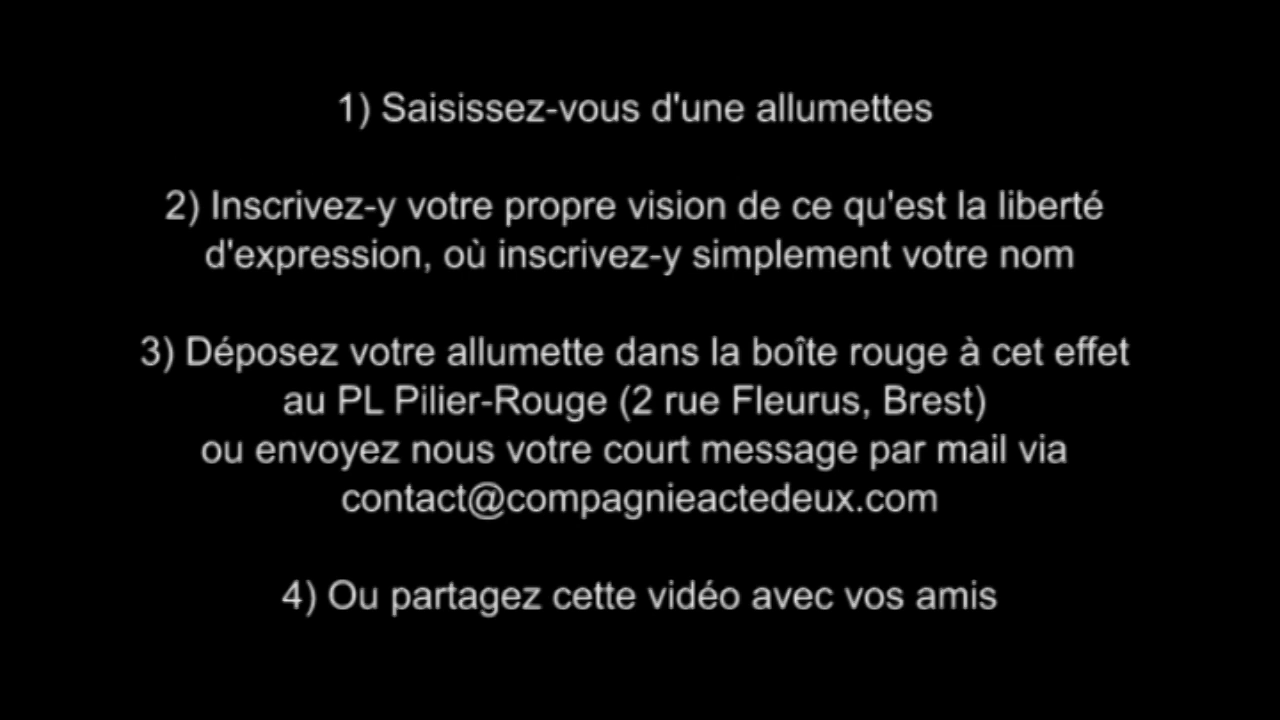 1) Saisissez-vous d'une allumettes
2) Inscrivez-y votre propre vision de ce qu'est la liberté
d'expression, où inscrivez-y simplement votre nom
3) Déposez votre allumette dans la boîte rouge à cet effet
au PL Pilier-Rouge (2 rue Fleurus, Brest)
ou envoyez nous votre court message par mail via
contact@compagnieactedeux.com
4) Ou partagez cette vidéo avec vos amis